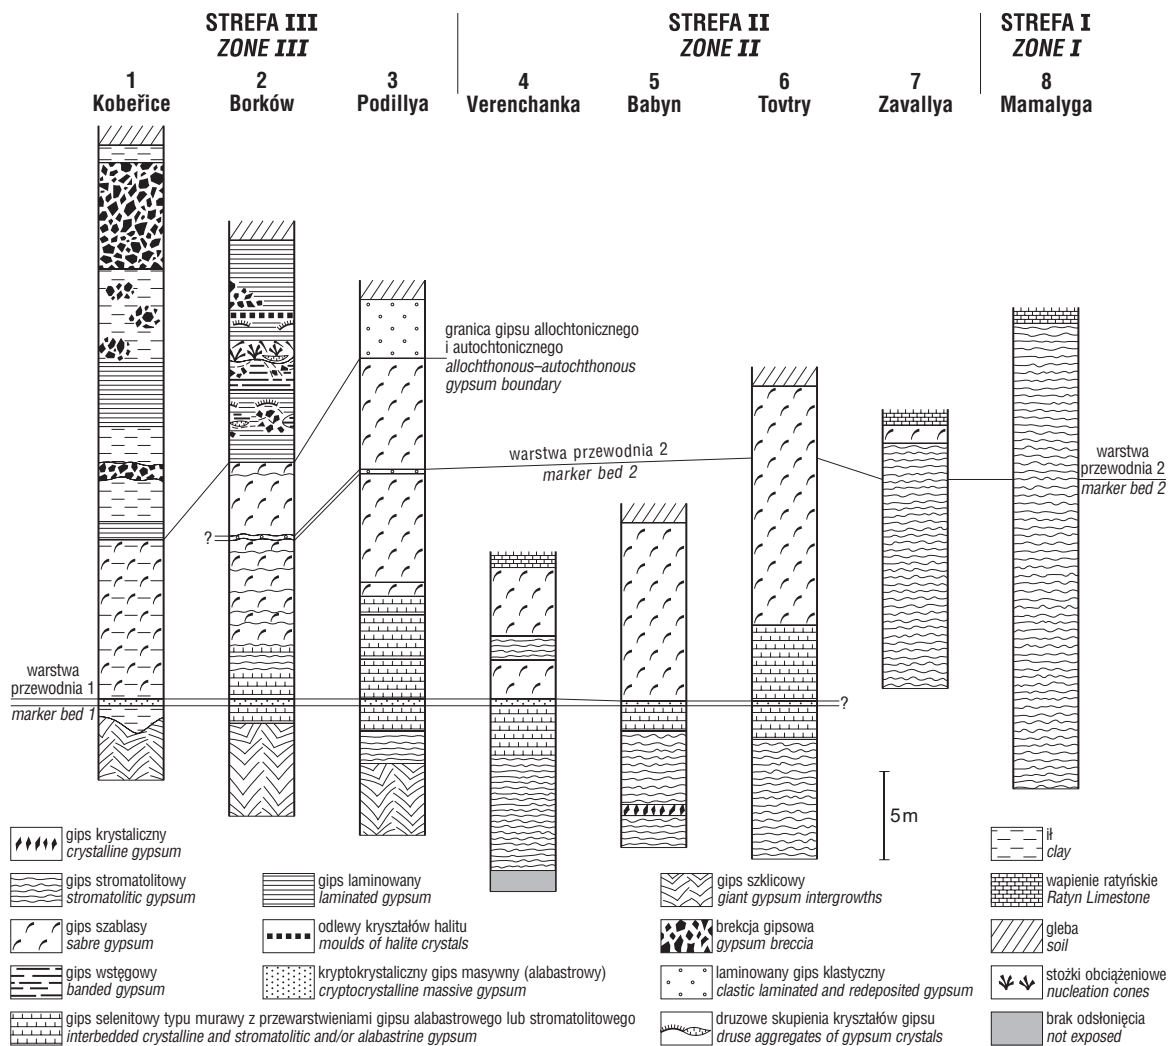 STREFA III
ZONE III
STREFA II
ZONE II
STREFA I
ZONE I
1
Kobeřice
2
Borków
3
Podillya
4
Verenchanka
5
Babyn
6
Tovtry
7
Zavallya
8
Mamalyga
granica gipsu allochtonicznego
i autochtonicznego
allochthonous–autochthonous
gypsum boundary
warstwa przewodnia 2
marker bed 2
warstwa
przewodnia 2
marker bed 2
?
warstwa
przewodnia 1
marker bed 1
?
5 m
gips krystaliczny
crystalline gypsum
gips stromatolitowy
stromatolitic gypsum
gips szablasy
sabre gypsum
gips wstęgowy
banded gypsum
gips selenitowy typu murawy z przewarstwieniami gipsu alabastrowego lub stromatolitowego
interbedded crystalline and stromatolitic and/or alabastrine gypsum
gips laminowany
laminated gypsum
odlewy kryształów halitu
moulds of halite crystals
kryptokrystaliczny gips masywny (alabastrowy)
cryptocrystalline massive gypsum
gips szklicowy
giant gypsum intergrowths
brekcja gipsowa
gypsum breccia
laminowany gips klastyczny
clastic laminated and redeposited gypsum
druzowe skupienia kryształów gipsu
druse aggregates of gypsum crystals
ił
clay
wapienie ratyńskie
Ratyn Limestone
gleba
soil
stożki obciążeniowe
nucleation cones
brak odsłonięcia
not exposed